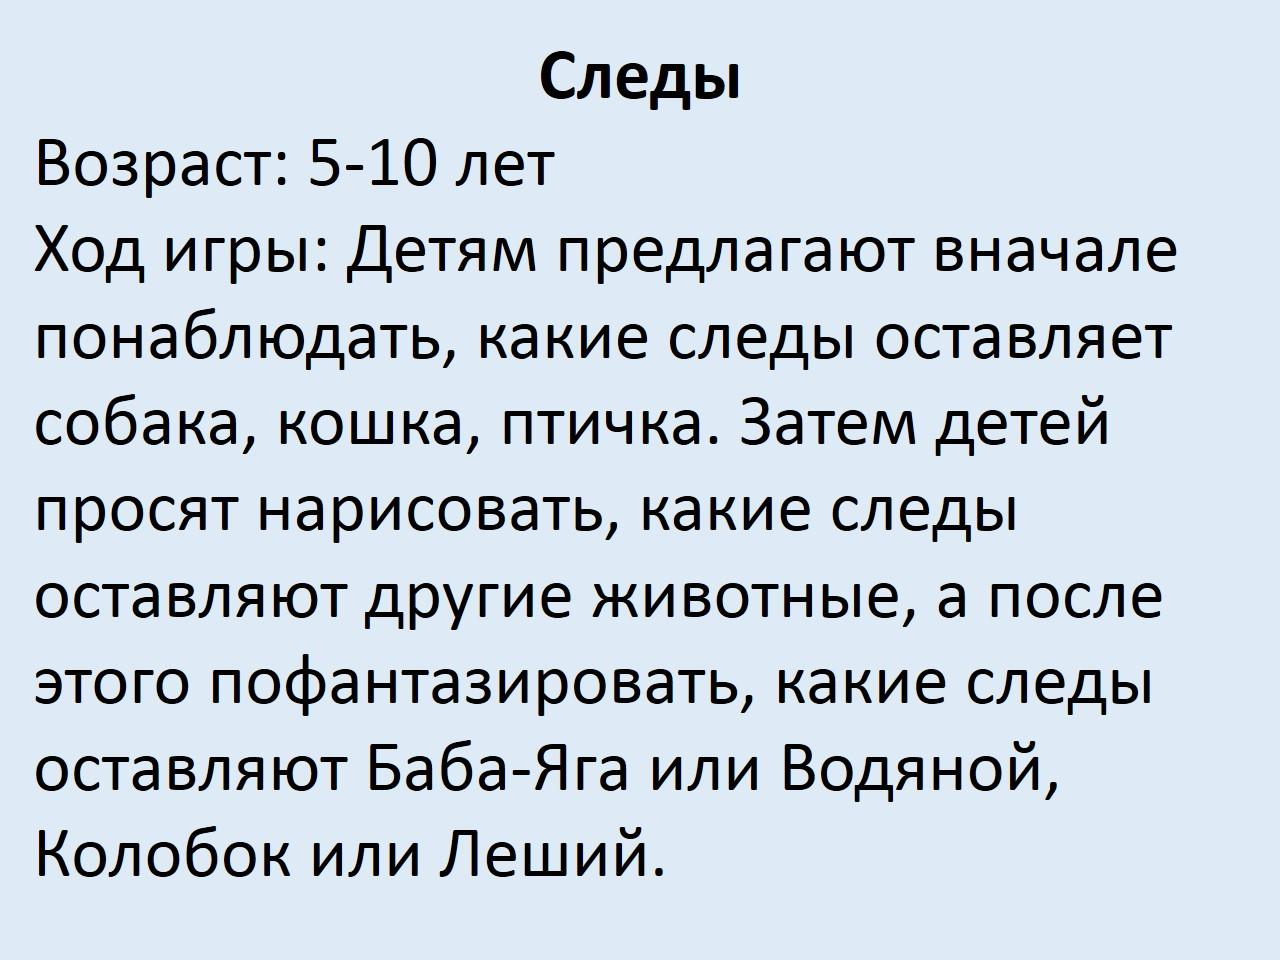 Следы
Возраст: 5-10 лет
Ход игры: Детям предлагают вначале
понаблюдать, какие следы оставляет
собака, кошка, птичка. Затем детей
просят нарисовать, какие следы
оставляют другие животные, а после
этого пофантазировать, какие следы
оставляют Баба-Яга или Водяной,
Колобок или Леший.